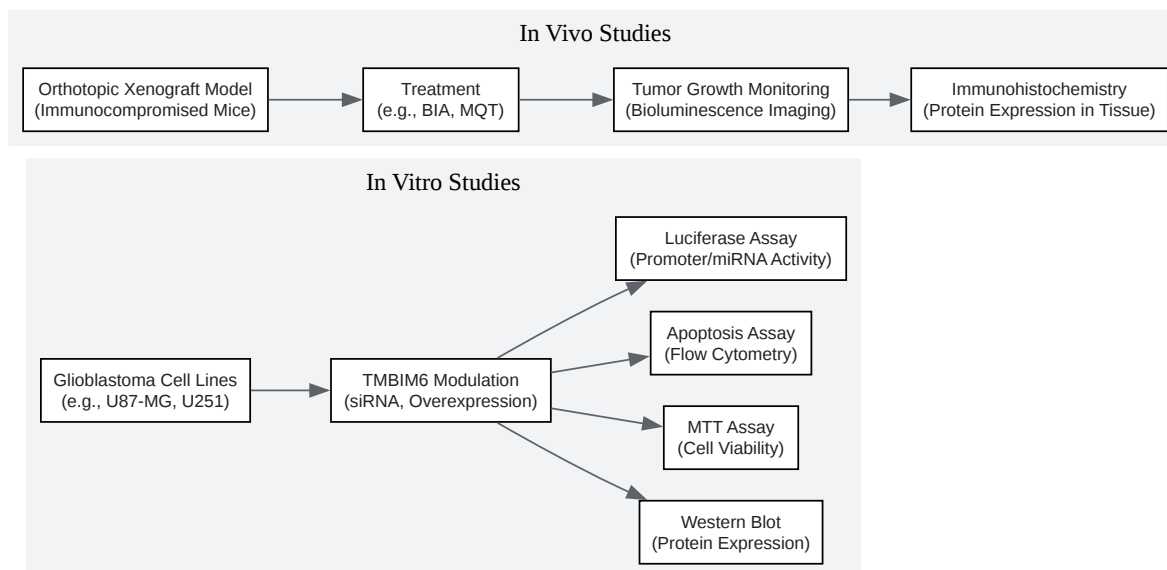 In Vivo Studies
Orthotopic Xenograft Model
(Immunocompromised Mice)
Treatment
(e.g., BIA, MQT)
Tumor Growth Monitoring
(Bioluminescence Imaging)
Immunohistochemistry
(Protein Expression in Tissue)
In Vitro Studies
Glioblastoma Cell Lines
(e.g., U87-MG, U251)
TMBIM6 Modulation
(siRNA, Overexpression)
Luciferase Assay
(Promoter/miRNA Activity)
Apoptosis Assay
(Flow Cytometry)
MTT Assay
(Cell Viability)
Western Blot
(Protein Expression)